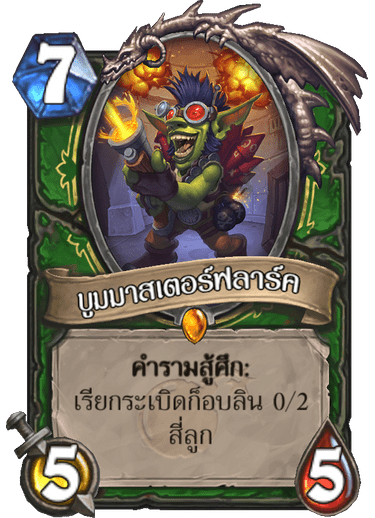 7
บูมมาสเตอร์ฟลาร์ค
คำรามสู้ศึก:
เรียกระเบิดก็อบลิน 0/2
สี่ลูก
5
5